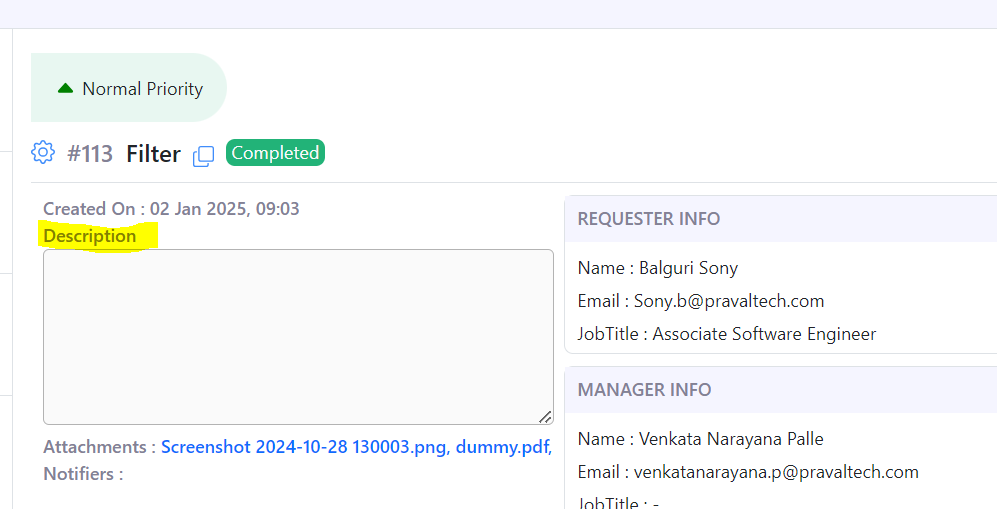 Normal Priority
#113 Filter Completed
Created On : 02 Jan 2025, 09:03
Description
Attachments : Screenshot 2024-10-28 130003.png, dummy.pdf,
Notifiers :
REQUESTER INFO
Name : Balguri Sony
Email : Sony.b@pravaltech.com
JobTitle : Associate Software Engineer
MANAGER INFO
Name : Venkata Narayana Palle
Email : venkatanarayana.p@pravaltech.com
JobTitle : -